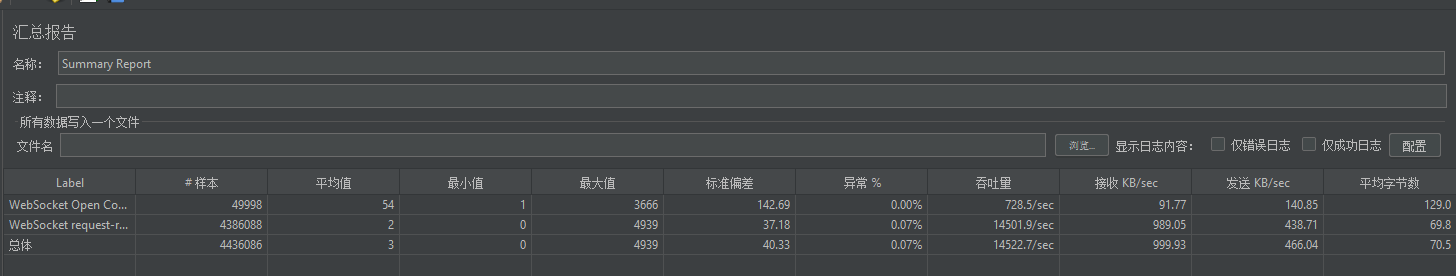 汇总报告
名称： Summary Report
注释：
所有数据写入一个文件
文件名 浏览... 显示日志内容： 仅错误日志 仅成功日志 配置
Label # 样本 平均值 最小值 最大值 标准偏差 异常 % 吞吐量 接收 KB/sec 发送 KB/sec 平均字节数
WebSocket Open Co... 49998 54 1 3666 142.69 0.00% 728.5/sec 91.77 140.85 129.0
WebSocket request-r... 4386088 2 0 4939 37.18 0.07% 14501.9/sec 989.05 438.71 69.8
总体 4436086 3 0 4939 40.33 0.07% 14522.7/sec 999.93 466.04 70.5